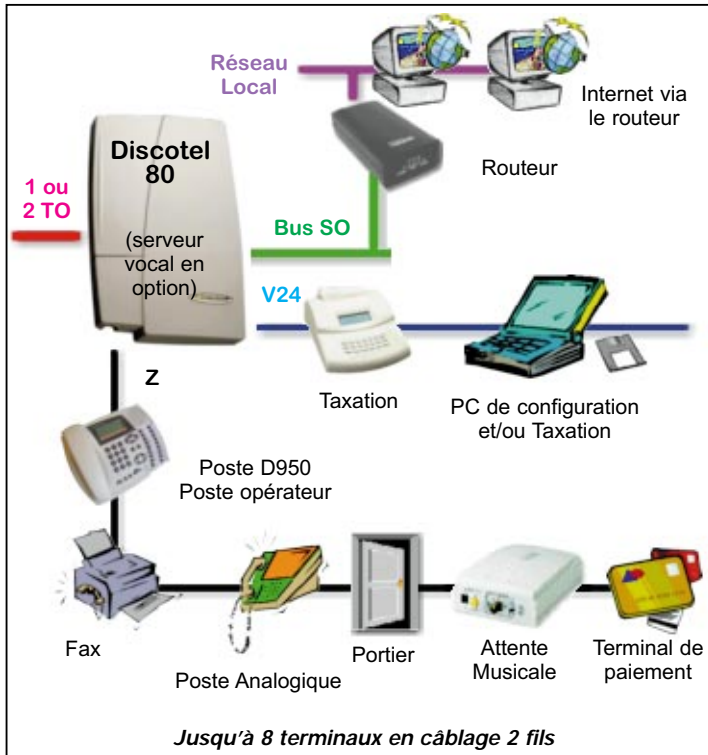 Réseau
Local
Internet via
le routeur
Discotel
80
Routeur
1 ou
2 TO
(serveur
vocal en
option)
Bus SO
V24
Z
Taxation
PC de configuration
et/ou Taxation
Poste D950
Poste opérateur
Fax
Poste Analogique
Portier
Attente
Musicale
Terminal de
paiement
Jusqu'à 8 terminaux en câblage 2 fils